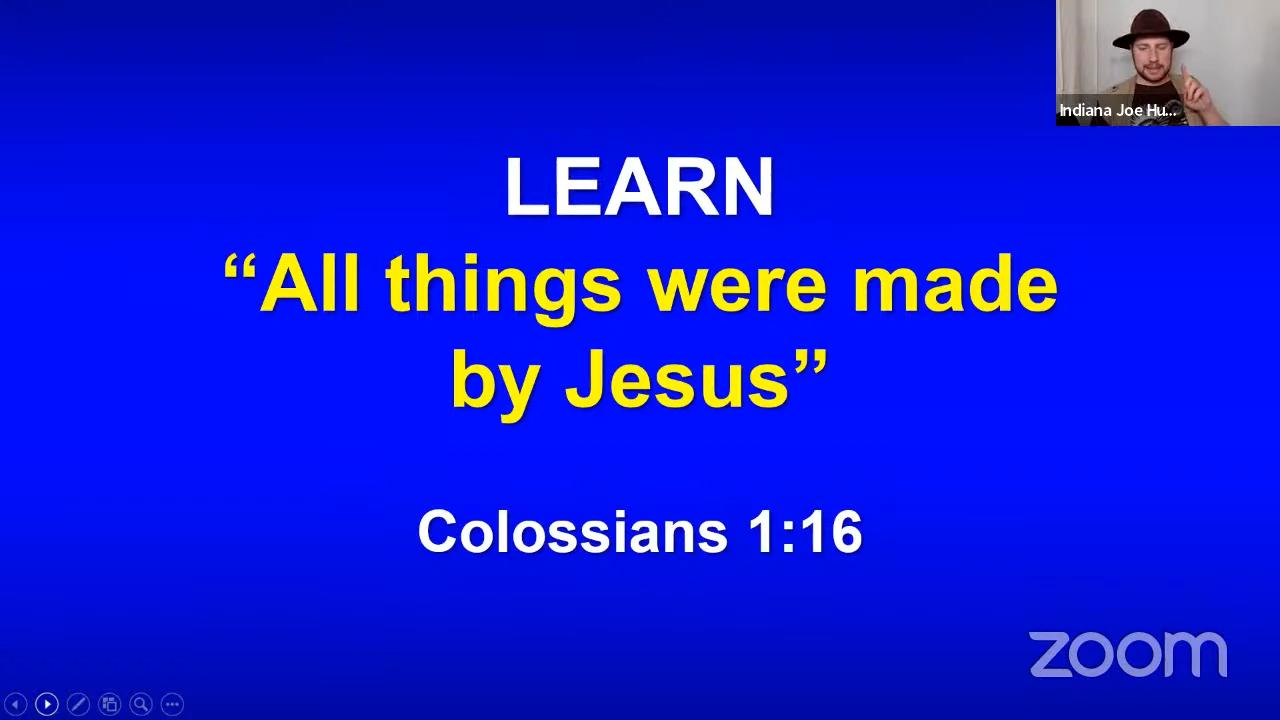 Indiana Joe Hu...
LEARN
“All things were made
by Jesus”
Colossians 1:16
zoom